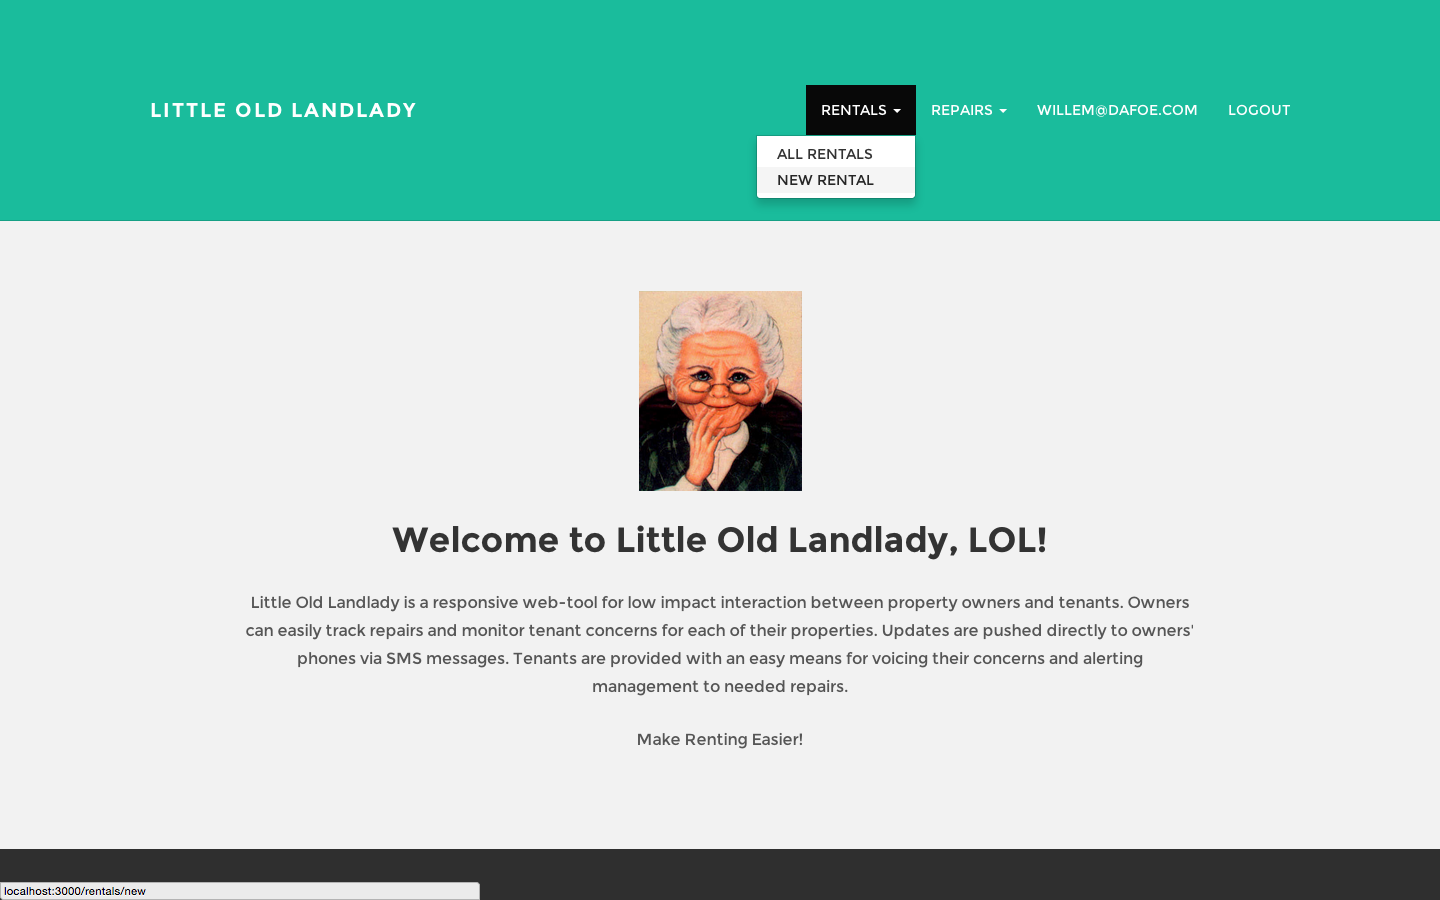 LITTLE OLD LANDLADY
RENTALS
REPAIRS
WILLEM@DAFOE.COM
LOGOUT
ALL RENTALS
NEW RENTAL
Welcome to Little Old Landlady, LOL!
Little Old Landlady is a responsive web-tool for low impact interaction between property owners and tenants. Owners
can easily track repairs and monitor tenant concerns for each of their properties. Updates are pushed directly to owners'
phones via SMS messages. Tenants are provided with an easy means for voicing their concerns and alerting
management to needed repairs.
Make Renting Easier!
localhost:3000/rentals/new